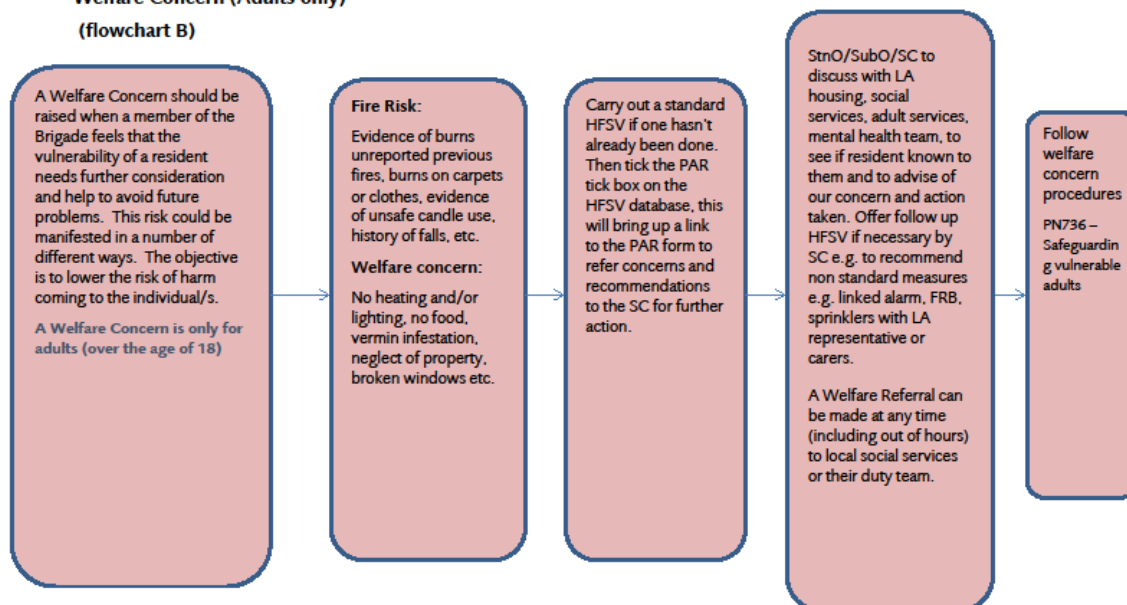 Welfare Concern (Adults only)
(flowchart B)
A Welfare Concern should be
raised when a member of the
Brigade feels that the
vulnerability of a resident
needs further consideration
and help to avoid future
problems. This risk could be
manifested in a number of
different ways. The objective
is to lower the risk of harm
coming to the individual/s.
A Welfare Concern is only for
adults (over the age of 18)
Fire Risk:
Evidence of burns
unreported previous
fires, burns on carpets
or clothes, evidence
of unsafe candle use,
history of falls, etc.
Welfare concern:
No heating and/or
lighting, no food,
vermin infestation,
neglect of property,
broken windows etc.
Carry out a standard
HFSV if one hasn't
already been done.
Then tick the PAR
tick box on the
HFSV database, this
will bring up a link
to the PAR form to
refer concerns and
recommendations
to the SC for further
action.
StnO/SubO/SC to
discuss with LA
housing, social
services, adult services,
mental health team, to
see if resident known to
them and to advise of
our concern and action
taken. Offer follow up
HFSV if necessary by
SC e.g. to recommend
non standard measures
e.g. linked alarm, FRB,
sprinklers with LA
representative or
carers.
A Welfare Referral can
be made at any time
(including out of hours)
to local social services
or their duty team.
Follow
welfare
concern
procedures
PN736 –
Safeguardin
g vulnerable
adults